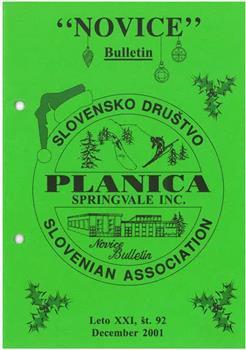 “NOVICE”
Bulletin
SLOVENSKO DRUŠTVO
PLANICA
SPRINGVALE INC.
Novice
Bulletin
SLOVENIAN ASSOCIATION
Leto XXI, št. 92
December 2001